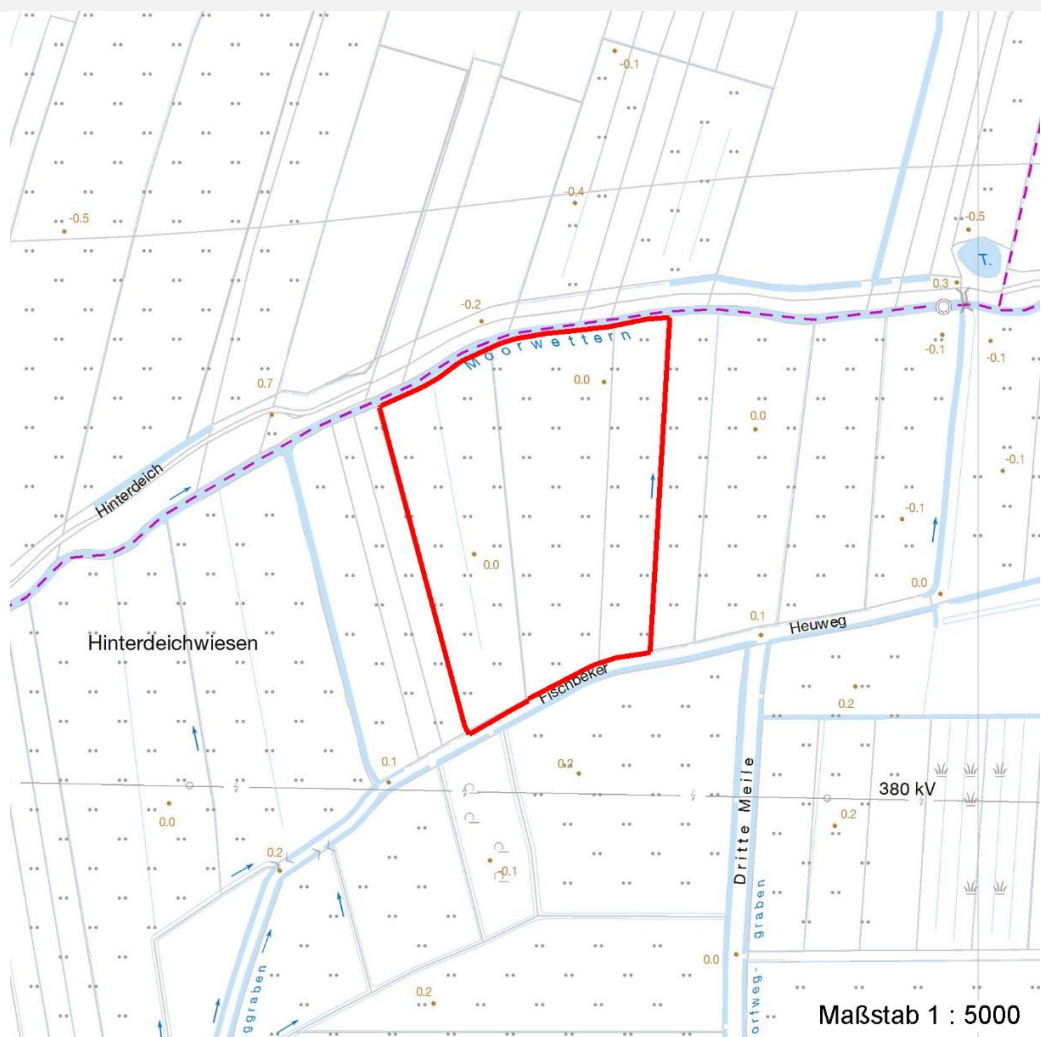 -0.1
-0.4
-0.5
-0.5
T.
0.3
-0.2
Moorwettern
-0.1
-0.1
0.7
0.0
0.0
Hinterdeich
-0.1
-0.1
0.0
0.0
Hinterdeichwiesen
0.1
Heuweg
Fischbeker
0.2
0.1
0.2
380 kV
0.0
0.2
Dritte Meile
0.2
-0.1
graben
0.0
ortweg-
ggraben
0.2
Maßstab 1 : 5000